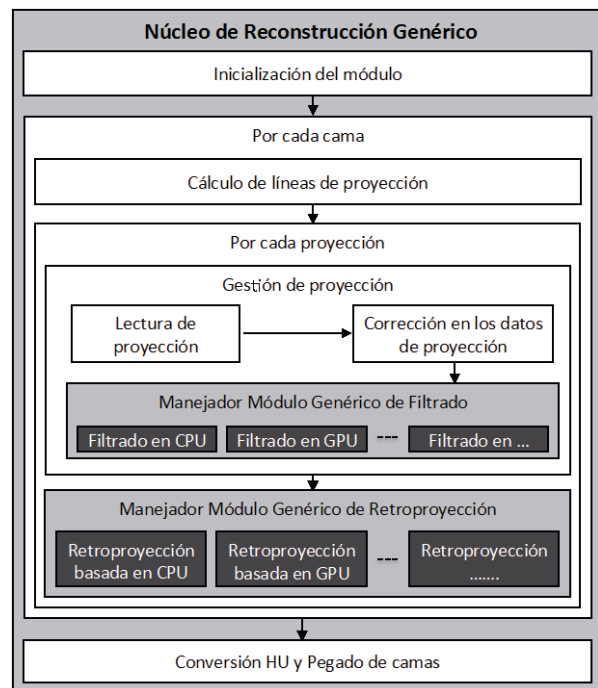 Núcleo de Reconstrucción Genérico
Inicialización del módulo
Por cada cama
Cálculo de líneas de proyección
Por cada proyección
Gestión de proyección
Lectura de
proyección
Corrección en los datos
de proyección
Manejador Módulo Genérico de Filtrado
Filtrado en CPU
Filtrado en GPU
---
Filtrado en ...
Manejador Módulo Genérico de Retroproyección
Retroproyección
basada en CPU
Retroproyección
basada en GPU
---
Retroproyección
.......
Conversión HU y Pegado de camas